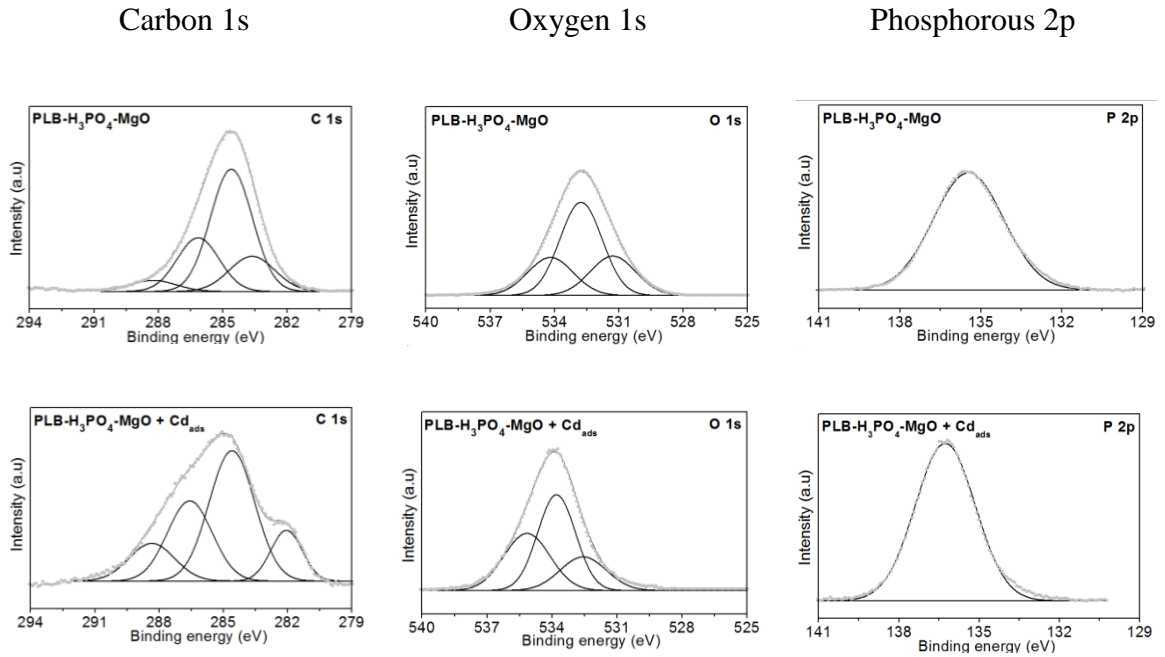 Carbon 1s
Oxygen 1s
Phosphorous 2p
PLB-H₃PO₄-MgO
C 1s
Intensity (a.u)
294 291 288 285 282 279
Binding energy (eV)
PLB-H₃PO₄-MgO
O 1s
Intensity (a.u)
540 537 534 531 528 525
Binding energy (eV)
PLB-H₃PO₄-MgO
P 2p
Intensity (a.u)
141 138 135 132 129
Binding energy (eV)
PLB-H₃PO₄-MgO + Cd_ads
C 1s
Intensity (a.u)
294 291 288 285 282 279
Binding energy (eV)
PLB-H₃PO₄-MgO + Cd_ads
O 1s
Intensity (a.u)
540 537 534 531 528 525
Binding energy (eV)
PLB-H₃PO₄-MgO + Cd_ads
P 2p
Intensity (a.u)
141 138 135 132 129
Binding energy (eV)